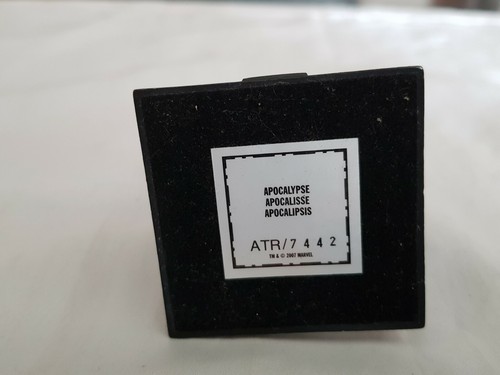 APOCALYPSE
APOCALISSE
APOCALIPSIS
ATR/7442
TM & © 2007 MARVEL